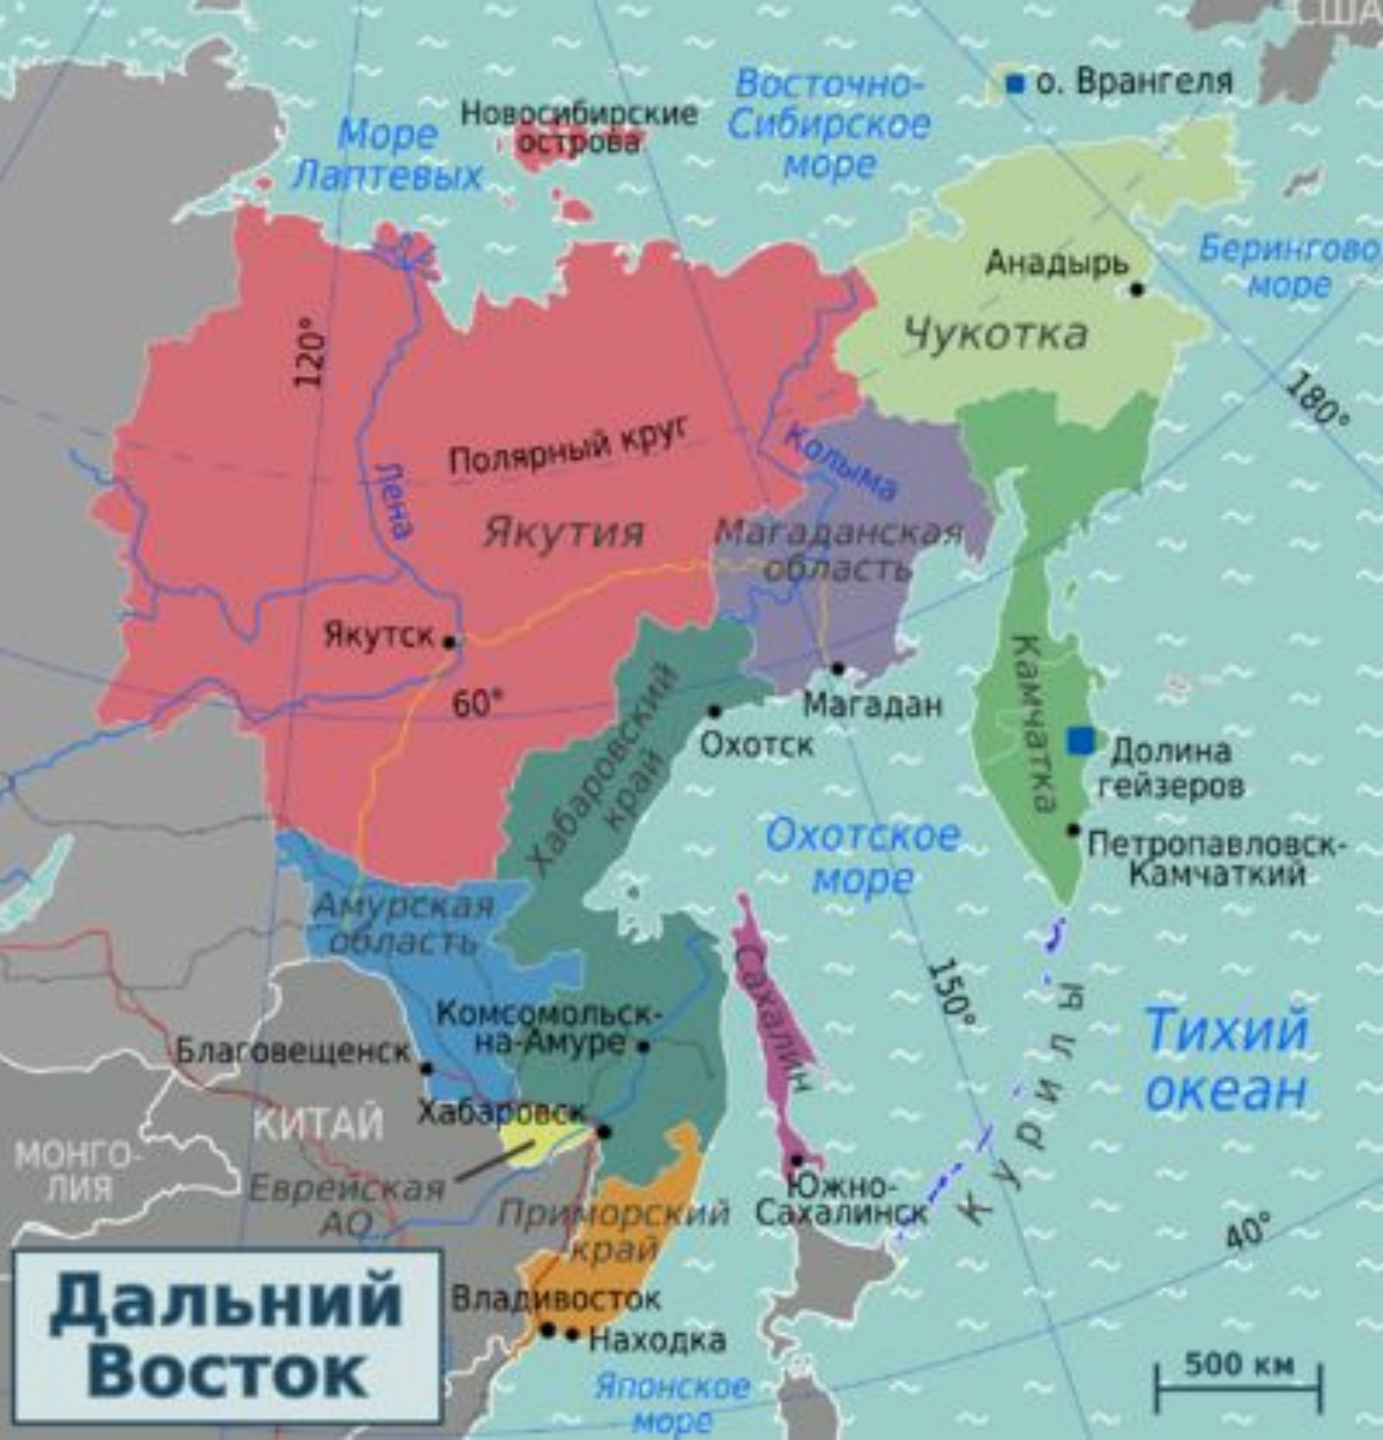 США
о. Врангеля
Восточно-
Сибирское
море
Новосибирские
острова
Море
Лаптевых
Берингово
море
Анадырь
Чукотка
120°
180°
Полярный круг
Колыма
Лена
Якутия
Магаданская
область
Якутск
60°
Хабаровский
край
Магадан
Охотск
Камчатка
Долина
гейзеров
Охотское
море
Петропавловск-
Камчаткий
Амурская
область
Сахалин
150°
Курилы
Тихий
океан
Комсомольск-
на-Амуре
Благовещенск
Хабаровск
КИТАЙ
МОНГО-
ЛИЯ
Еврейская
АО
Приморский
край
Южно-
Сахалинск
40°
Владивосток
Находка
Дальний
Восток
Японское
море
500 км